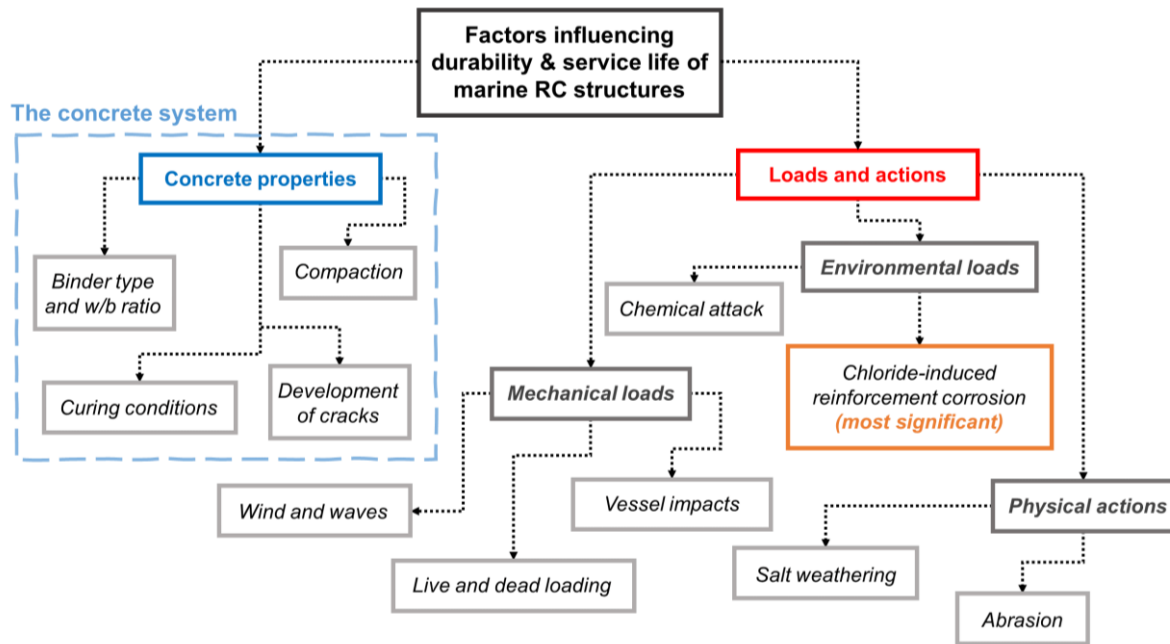 Factors influencing
durability & service life of
marine RC structures
The concrete system
Concrete properties
Loads and actions
Binder type
and w/b ratio
Compaction
Environmental loads
Chemical attack
Curing conditions
Development
of cracks
Mechanical loads
Chloride-induced
reinforcement corrosion
(most significant)
Wind and waves
Vessel impacts
Physical actions
Live and dead loading
Salt weathering
Abrasion